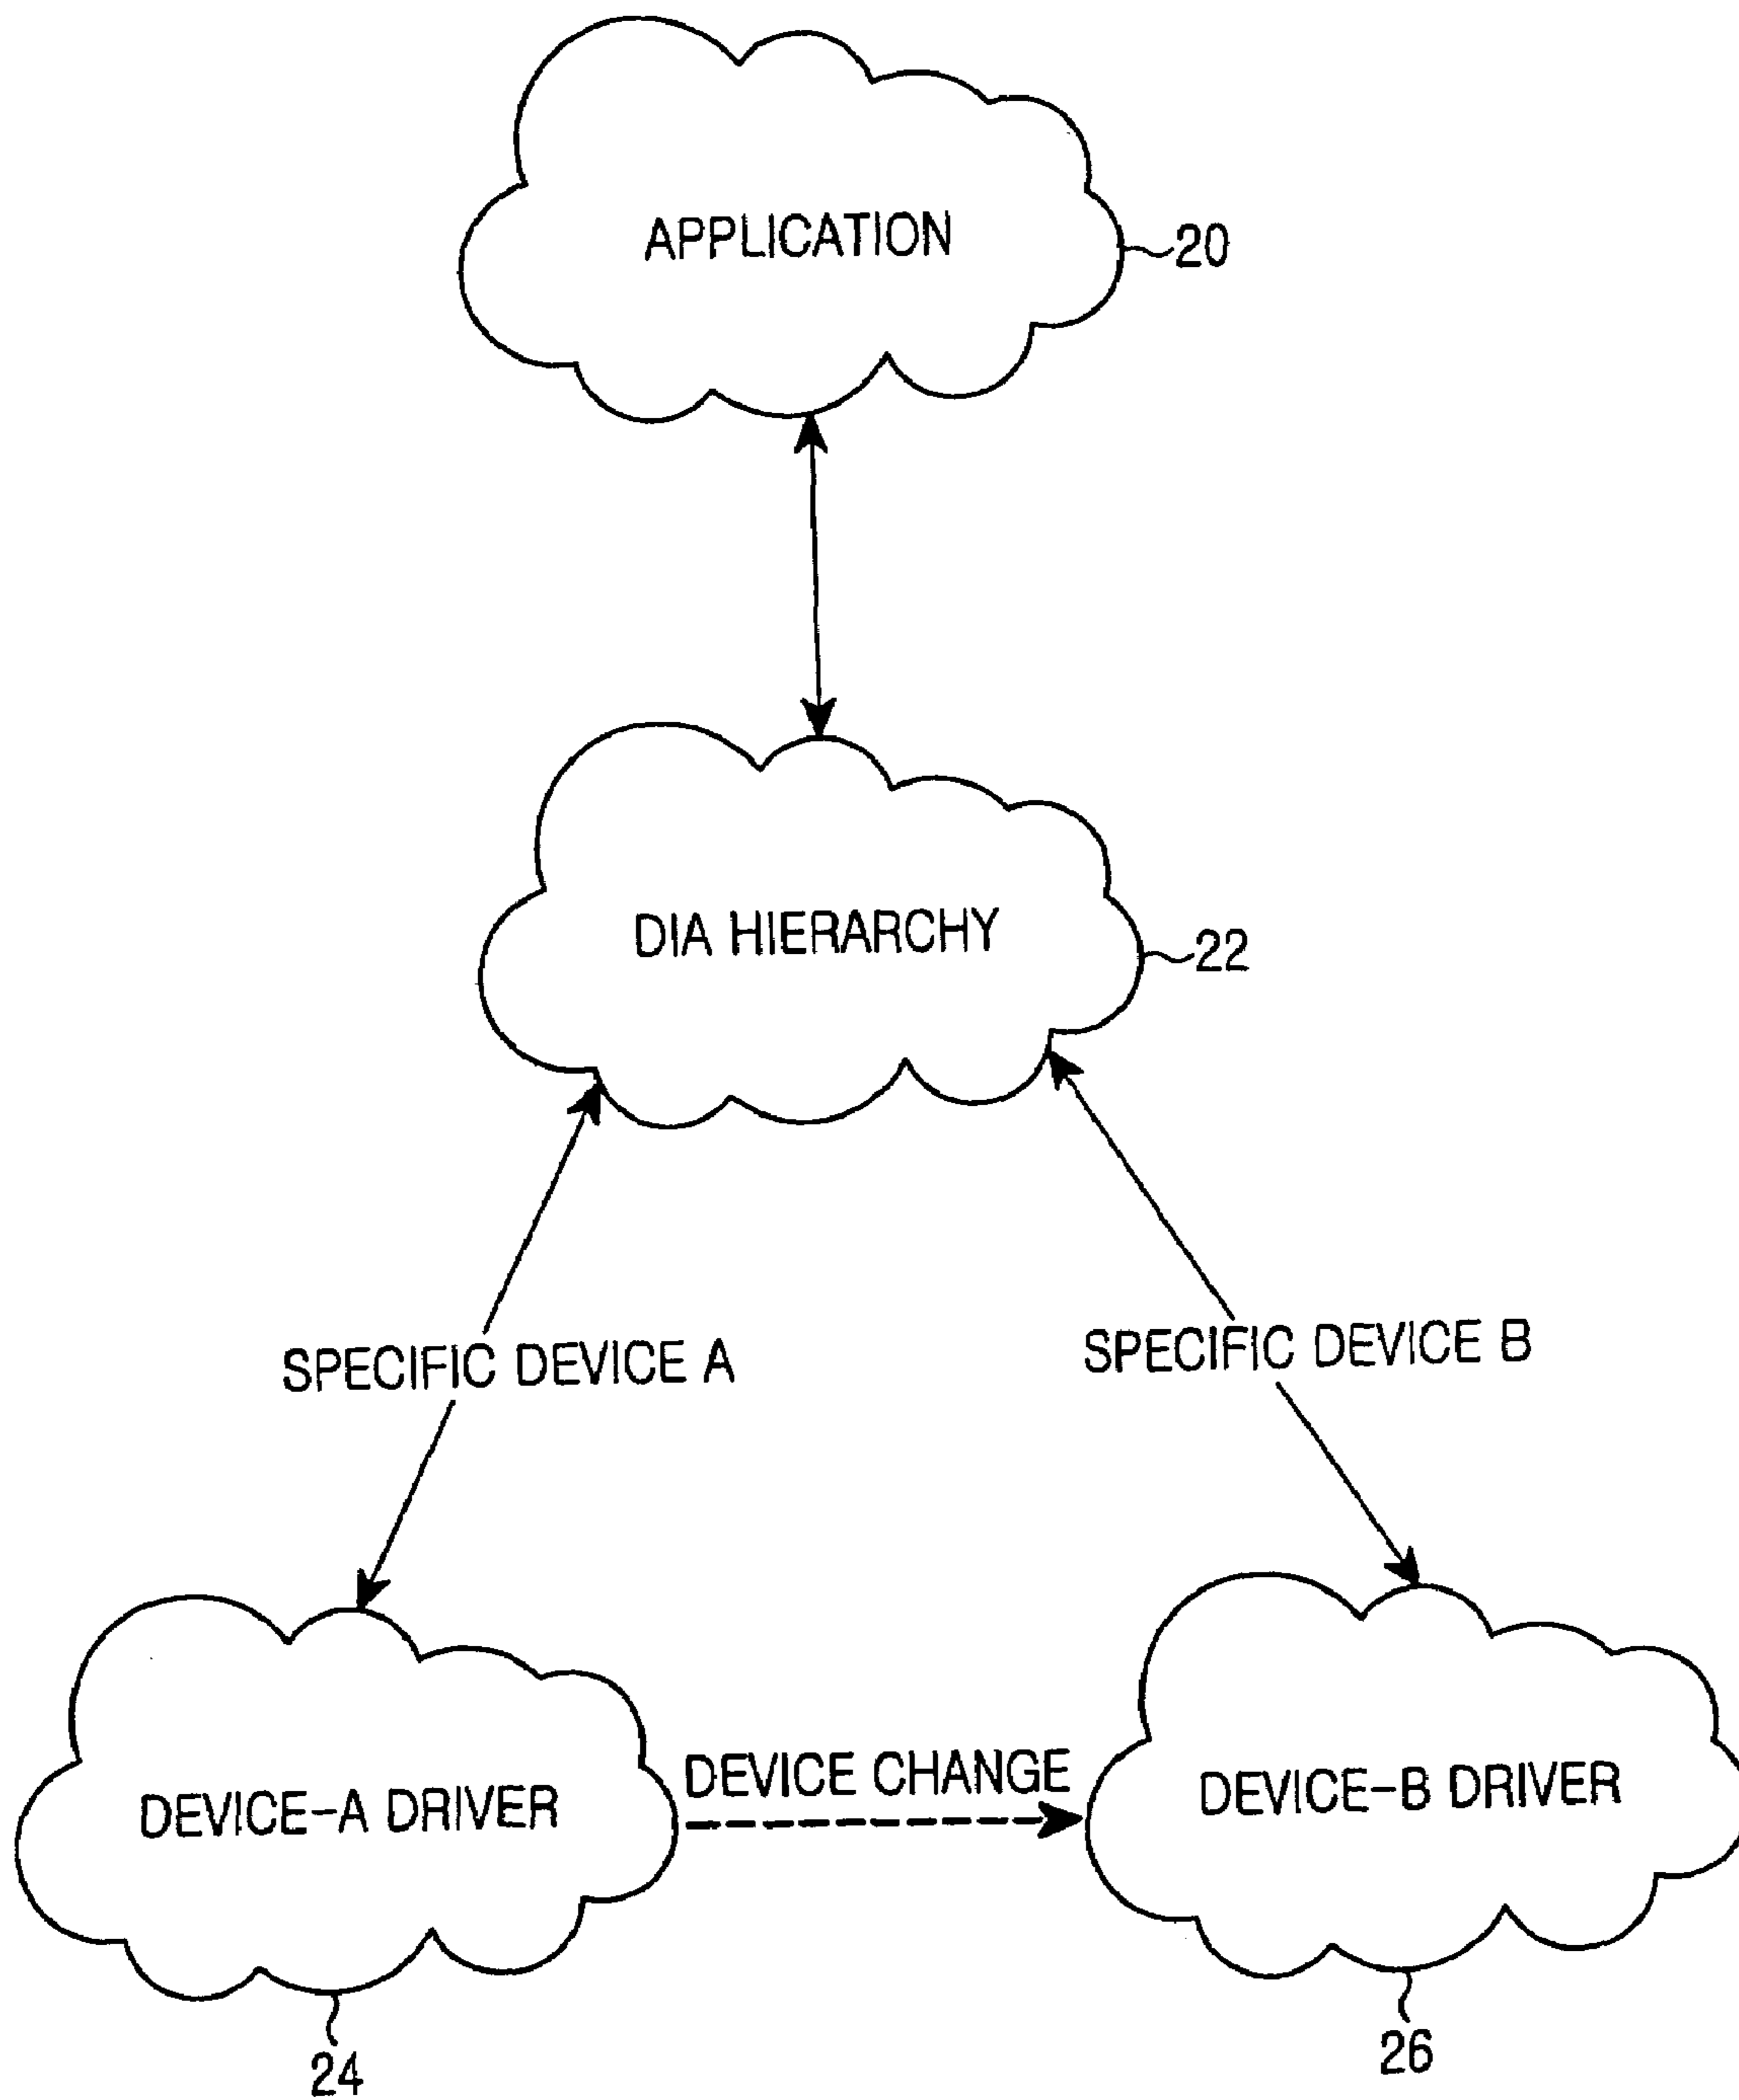 APPLICATION
20
DIA HIERARCHY
22
SPECIFIC DEVICE A
SPECIFIC DEVICE B
DEVICE CHANGE
DEVICE-A DRIVER
DEVICE-B DRIVER
24
26